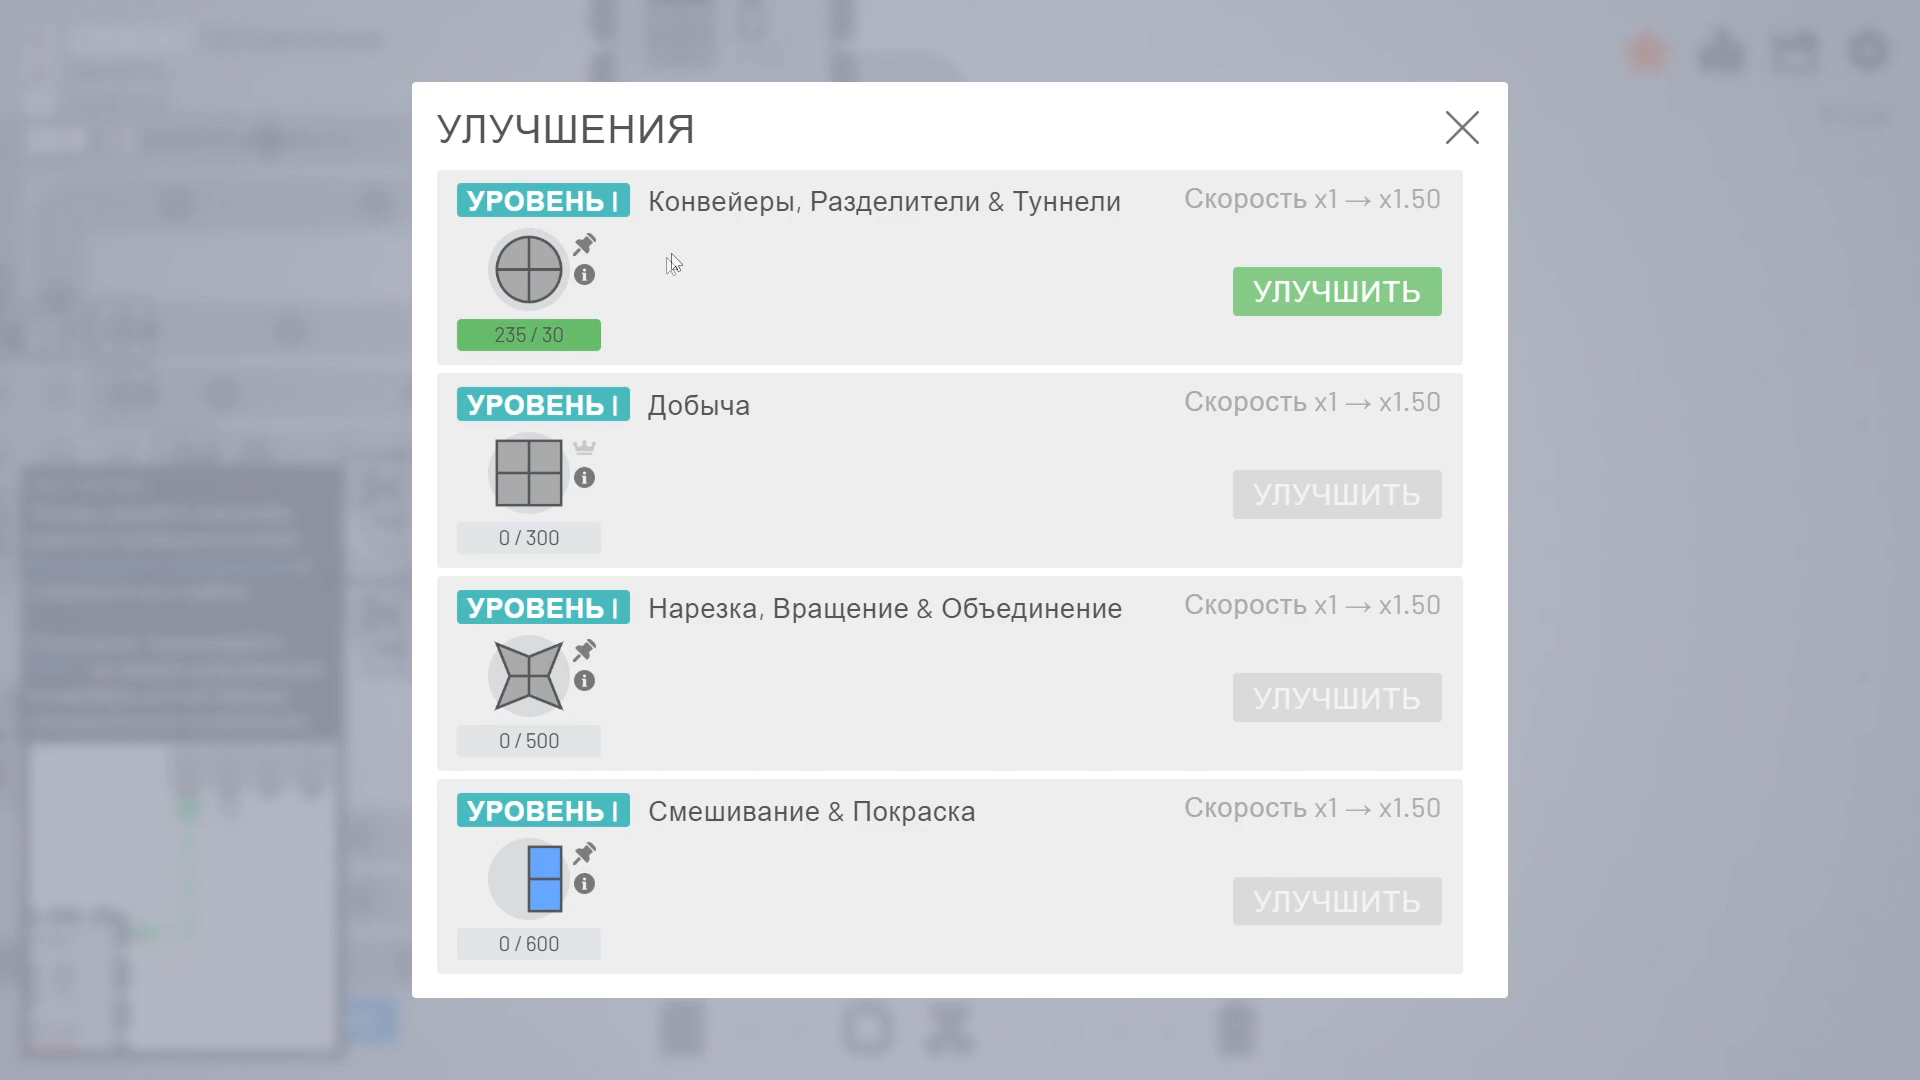 УЛУЧШЕНИЯ
УРОВЕНЬ I Конвейеры, Разделители & Туннели Скорость x1 → x1.50
УЛУЧШИТЬ
235 / 30
УРОВЕНЬ I Добыча Скорость x1 → x1.50
УЛУЧШИТЬ
0 / 300
УРОВЕНЬ I Нарезка, Вращение & Объединение Скорость x1 → x1.50
УЛУЧШИТЬ
0 / 500
УРОВЕНЬ I Смешивание & Покраска Скорость x1 → x1.50
УЛУЧШИТЬ
0 / 600